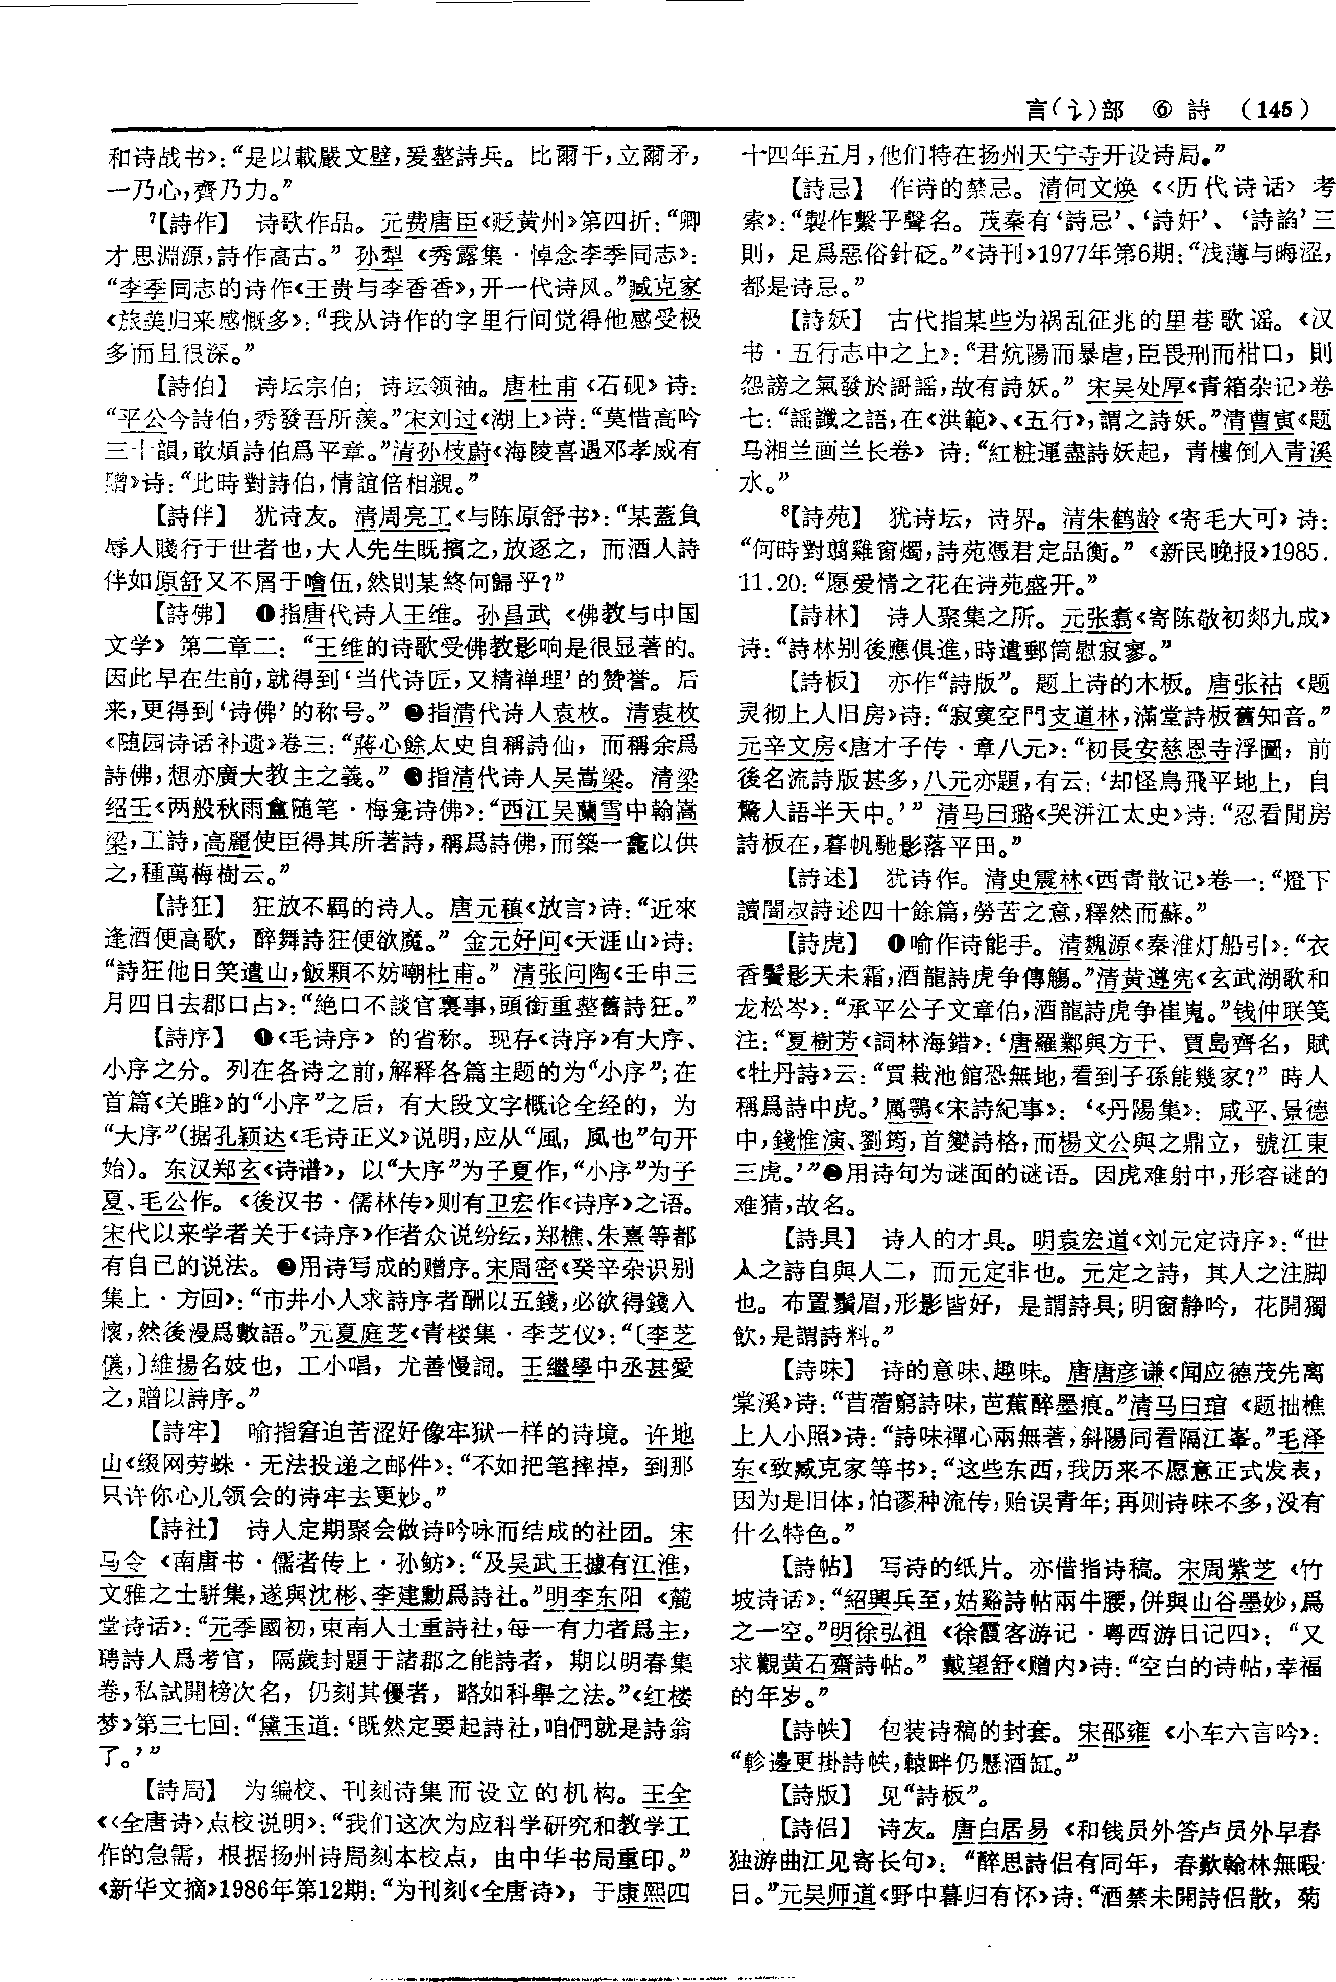 言(讠)部 ⑥ 詩 (145)
和诗战书》：“是以載嚴文壁，爰整詩兵。比爾干，立爾矛，
一乃心，齊乃力。”
7【詩作】 诗歌作品。元费唐臣《贬黄州》第四折：“卿
才思淵源，詩作高古。”孙犁《秀露集·悼念李季同志》：
“李季同志的诗作《王贵与李香香》，开一代诗风。”臧克家
《旅美归来感慨多》：“我从诗作的字里行间觉得他感受极
多而且很深。”
【詩伯】 诗坛宗伯；诗坛领袖。唐杜甫《石砚》诗：
“平公今詩伯，秀發吾所羨。”宋刘过《湖上》诗：“莫惜高吟
三十韻，敢煩詩伯爲平章。”清孙枝蔚《海陵喜遇邓孝威有
赠》诗：“此時對詩伯，情誼倍相親。”
【詩伴】 犹诗友。清周亮工《与陈原舒书》：“某蓋負
辱人賤行于世者也，大人先生既擯之，放逐之，而酒人詩
伴如原舒又不屑于噲伍，然則某終何歸乎？”
【詩佛】 ❶指唐代诗人王维。孙昌武《佛教与中国
文学》第二章二：“王维的诗歌受佛教影响是很显著的。
因此早在生前，就得到‘当代诗匠，又精禅理’的赞誉。后
来，更得到‘诗佛’的称号。”❷指清代诗人袁枚。清袁枚
《随园诗话补遗》卷三：“蔣心餘太史自稱詩仙，而稱余爲
詩佛，想亦廣大教主之義。”❸指清代诗人吴嵩梁。清梁
绍壬《两般秋雨盦随笔·梅龛诗佛》：“西江吴蘭雪中翰嵩
梁，工詩，高麗使臣得其所著詩，稱爲詩佛，而築一龕以供
之，種萬梅樹云。”
【詩狂】 狂放不羁的诗人。唐元稹《放言》诗：“近來
逢酒便高歌，醉舞詩狂便欲魔。”金元好问《天涯山》诗：
“詩狂他日笑遺山，飯顆不妨嘲杜甫。”清张问陶《壬申三
月四日去郡口占》：“絶口不談官裏事，頭銜重整舊詩狂。”
【詩序】 ❶《毛诗序》的省称。现存《诗序》有大序、
小序之分。列在各诗之前，解释各篇主题的为“小序”；在
首篇《关雎》的“小序”之后，有大段文字概论全经的，为
“大序”（据孔颖达《毛诗正义》说明，应从“風，風也”句开
始）。东汉郑玄《诗谱》，以“大序”为子夏作，“小序”为子
夏、毛公作。《後汉书·儒林传》则有卫宏作《诗序》之语。
宋代以来学者关于《诗序》作者众说纷纭，郑樵、朱熹等都
有自己的说法。❷用诗写成的赠序。宋周密《癸辛杂识别
集上·方回》：“市井小人求詩序者酬以五錢，必欲得錢入
懷，然後漫爲數語。”元夏庭芝《青楼集·李芝仪》：“〔李芝
儀，〕維揚名妓也，工小唱，尤善慢詞。王繼學中丞甚愛
之，贈以詩序。”
【詩牢】 喻指窘迫苦涩好像牢狱一样的诗境。许地
山《缀网劳蛛·无法投递之邮件》：“不如把笔摔掉，到那
只许你心儿领会的诗牢去更妙。”
【詩社】 诗人定期聚会做诗吟咏而结成的社团。宋
马令《南唐书·儒者传上·孙鲂》：“及吴武王據有江淮，
文雅之士駢集，遂與沈彬、李建勳爲詩社。”明李东阳《麓
堂诗话》：“元季國初，東南人士重詩社，每一有力者爲主，
聘詩人爲考官，隔歲封題于諸郡之能詩者，期以明春集
卷，私試開榜次名，仍刻其優者，略如科舉之法。”《红楼
梦》第三七回：“黛玉道：‘既然定要起詩社，咱們就是詩翁
了。’”
【詩局】 为编校、刊刻诗集而设立的机构。王全
《〈全唐诗〉点校说明》：“我们这次为应科学研究和教学工
作的急需，根据扬州诗局刻本校点，由中华书局重印。”
《新华文摘》1986年第12期：“为刊刻《全唐诗》，于康熙四
十四年五月，他们特在扬州天宁寺开设诗局。”
【詩忌】 作诗的禁忌。清何文焕《〈历代诗话〉考
索》：“製作繫乎聲名。茂秦有‘詩忌’、‘詩奸’、‘詩諂’三
則，足爲惡俗針砭。”《诗刊》1977年第6期：“浅薄与晦涩，
都是诗忌。”
【詩妖】 古代指某些为祸乱征兆的里巷歌谣。《汉
书·五行志中之上》：“君炕陽而暴虐，臣畏刑而柑口，則
怨謗之氣發於謌謡，故有詩妖。”宋吴处厚《青箱杂记》卷
七：“謡讖之語，在《洪範》、《五行》，謂之詩妖。”清曹寅《题
马湘兰画兰长卷》诗：“紅粧運盡詩妖起，青樓倒入青溪
水。”
8【詩苑】 犹诗坛，诗界。清朱鹤龄《寄毛大可》诗：
“何時對翦雞窗燭，詩苑憑君定品衡。”《新民晚报》1985.
11.20：“愿爱情之花在诗苑盛开。”
【詩林】 诗人聚集之所。元张翥《寄陈敬初郯九成》
诗：“詩林别後應俱進，時遣郵筒慰寂寥。”
【詩板】 亦作“詩版”。题上诗的木板。唐张祜《题
灵彻上人旧房》诗：“寂寞空門支道林，滿堂詩板舊知音。”
元辛文房《唐才子传·章八元》：“初長安慈恩寺浮圖，前
後名流詩版甚多，八元亦題，有云：‘却怪鳥飛平地上，自
驚人語半天中。’”清马曰璐《哭泙江太史》诗：“忍看閒房
詩板在，暮帆馳影落平田。”
【詩述】 犹诗作。清史震林《西青散记》卷一：“燈下
讀闇叔詩述四十餘篇，勞苦之意，釋然而蘇。”
【詩虎】 ❶喻作诗能手。清魏源《秦淮灯船引》：“衣
香鬢影天未霜，酒龍詩虎争傳觴。”清黄遵宪《玄武湖歌和
龙松岑》：“承平公子文章伯，酒龍詩虎争崔嵬。”钱仲联笺
注：“夏樹芳《詞林海錯》：‘唐羅鄴與方干、賈島齊名，賦
《牡丹詩》云：“買栽池館恐無地，看到子孫能幾家？”時人
稱爲詩中虎。’厲鶚《宋詩紀事》：‘《丹陽集》：咸平、景德
中，錢惟演、劉筠，首變詩格，而楊文公與之鼎立，號江東
三虎。’”❷用诗句为谜面的谜语。因虎难射中，形容谜的
难猜，故名。
【詩具】 诗人的才具。明袁宏道《刘元定诗序》：“世
人之詩自與人二，而元定非也。元定之詩，其人之注脚
也。布置鬚眉，形影皆好，是謂詩具；明窗静吟，花開獨
飲，是謂詩料。”
【詩味】 诗的意味、趣味。唐唐彦谦《闻应德茂先离
棠溪》诗：“苜蓿窮詩味，芭蕉醉墨痕。”清马曰琯《题拙樵
上人小照》诗：“詩味禪心兩無著，斜陽同看隔江峯。”毛泽
东《致臧克家等书》：“这些东西，我历来不愿意正式发表，
因为是旧体，怕谬种流传，贻误青年；再则诗味不多，没有
什么特色。”
【詩帖】 写诗的纸片。亦借指诗稿。宋周紫芝《竹
坡诗话》：“紹興兵至，姑谿詩帖兩牛腰，併與山谷墨妙，爲
之一空。”明徐弘祖《徐霞客游记·粤西游日记四》：“又
求觀黄石齋詩帖。”戴望舒《赠内》诗：“空白的诗帖，幸福
的年岁。”
【詩帙】 包装诗稿的封套。宋邵雍《小车六言吟》：
“軫邊更掛詩帙，轅畔仍懸酒缸。”
【詩版】 见“詩板”。
【詩侣】 诗友。唐白居易《和钱员外答卢员外早春
独游曲江见寄长句》：“醉思詩侣有同年，春歎翰林無暇
日。”元吴师道《野中暮归有怀》诗：“酒禁未開詩侣散，菊